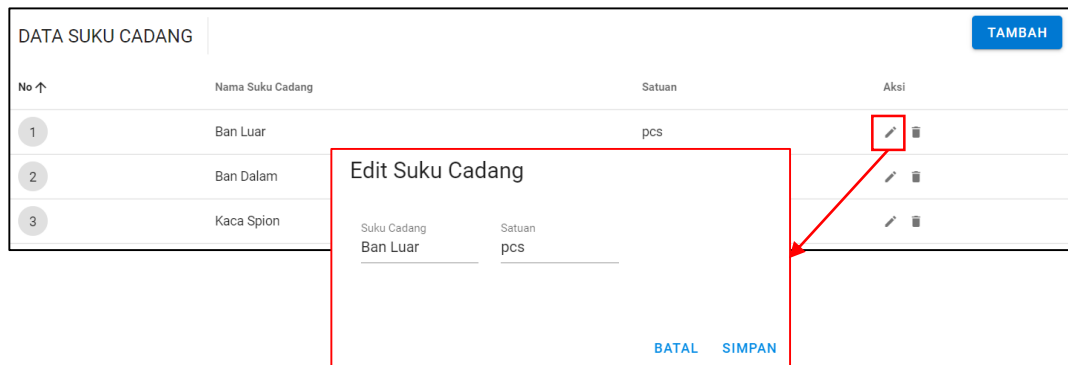 DATA SUKU CADANG
TAMBAH
No Nama Suku Cadang Satuan Aksi
1 Ban Luar pcs
2 Ban Dalam
3 Kaca Spion
Edit Suku Cadang
Suku Cadang Satuan
Ban Luar pcs
BATAL SIMPAN